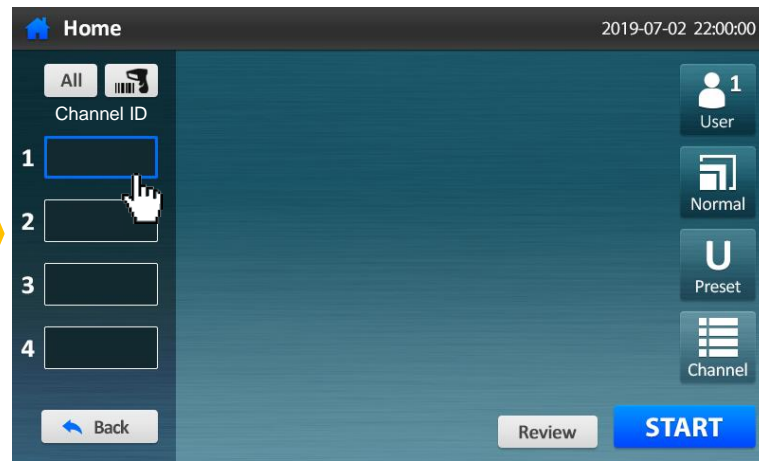 Home 2019-07-02 22:00:00
All
Channel ID
1
2
3
4
Back
1
User
Normal
U
Preset
Channel
Review START